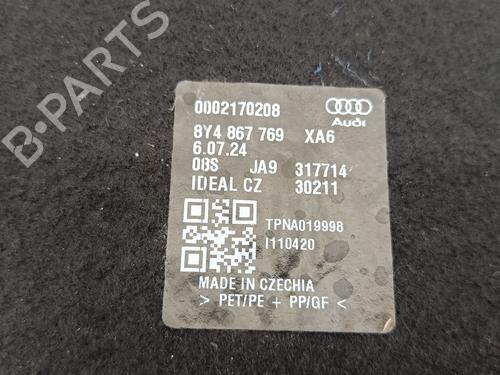 B-PARTS
0002170208
Audi
8Y4 867 769 XA6
6.07.24
08S JA9 317714
IDEAL CZ 30211
TPNA019998
I110420
MADE IN CZECHIA
> PET/PE + PP/GF <